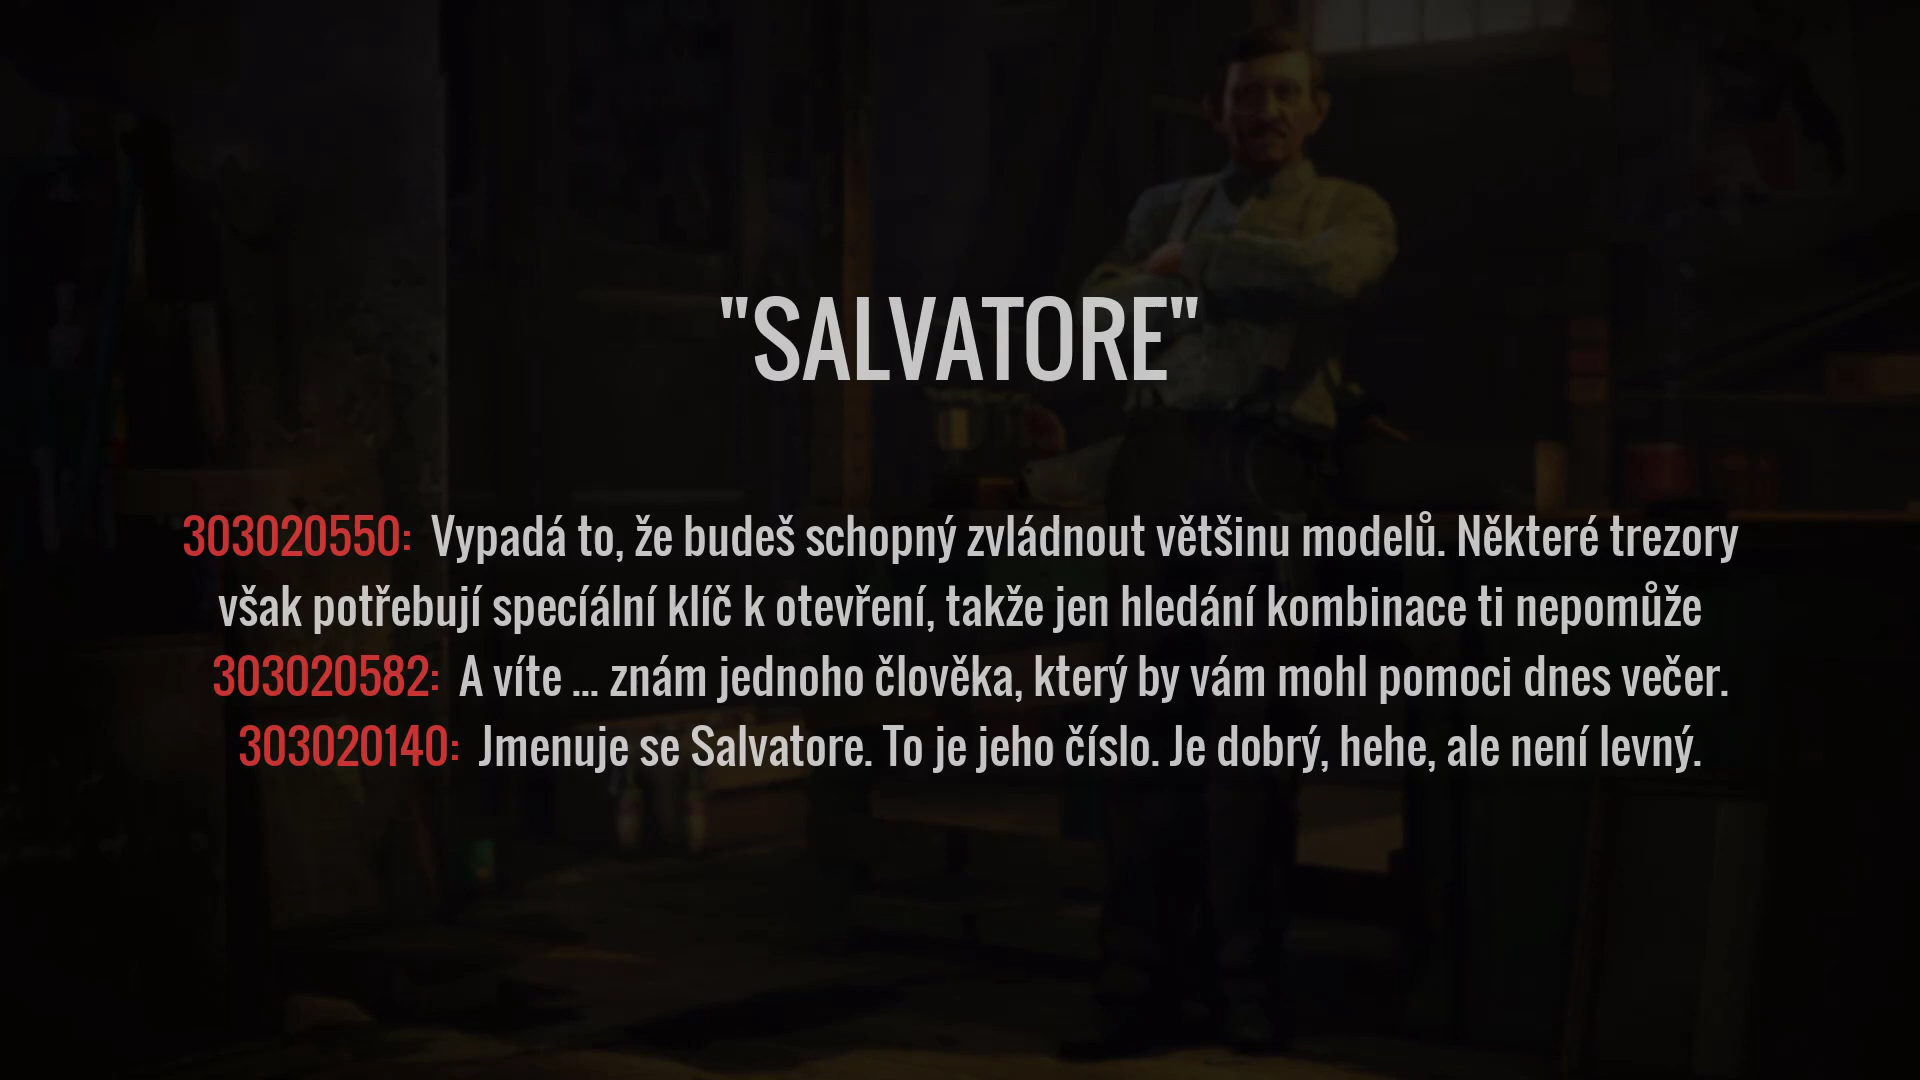 "SALVATORE"
303020550: Vypadá to, že budeš schopný zvládnout většinu modelů. Některé trezory
však potřebují specíální klíč k otevření, takže jen hledání kombinace ti nepomůže
303020582: A víte ... znám jednoho člověka, který by vám mohl pomoci dnes večer.
303020140: Jmenuje se Salvatore. To je jeho číslo. Je dobrý, hehe, ale není levný.